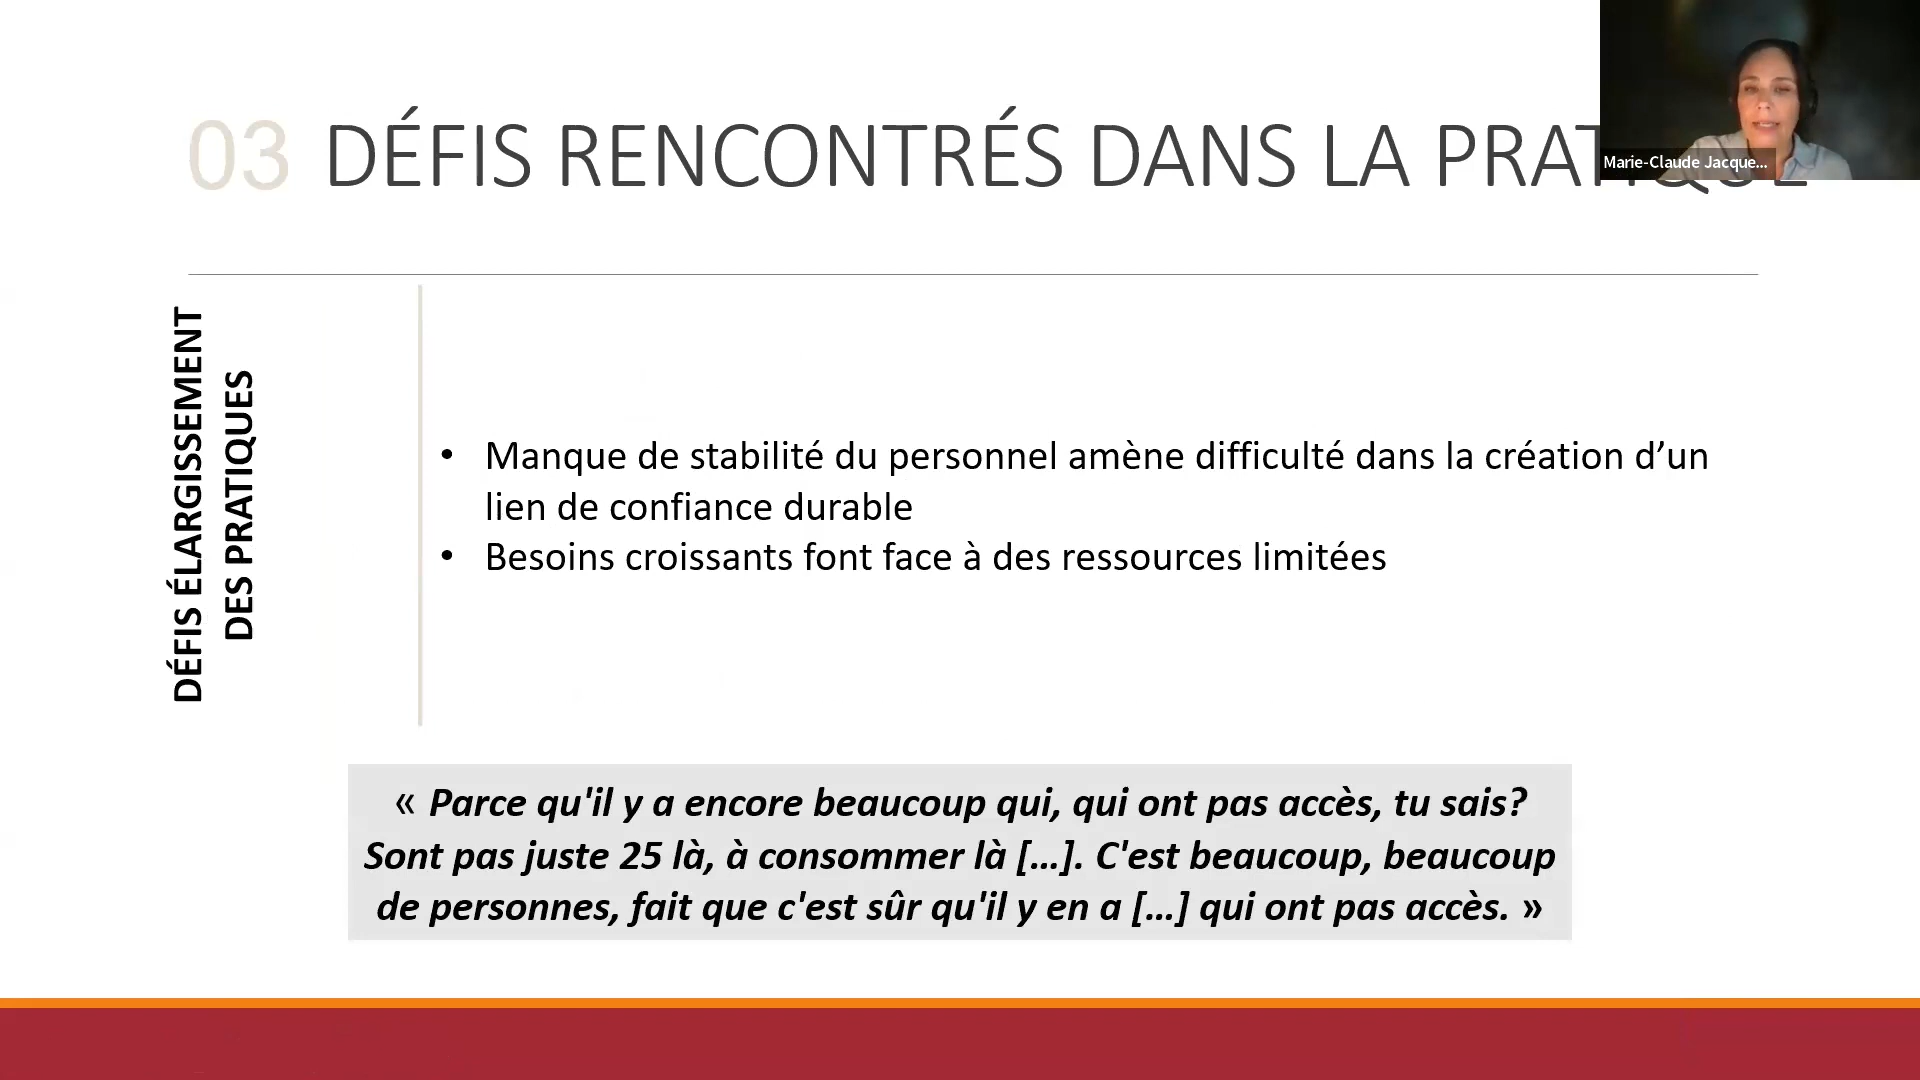 03 DÉFIS RENCONTRÉS DANS LA PRATIQUE
Marie-Claude Jacque...
DÉFIS ÉLARGISSEMENT
DES PRATIQUES
• Manque de stabilité du personnel amène difficulté dans la création d’un
lien de confiance durable
• Besoins croissants font face à des ressources limitées
« Parce qu'il y a encore beaucoup qui, qui ont pas accès, tu sais?
Sont pas juste 25 là, à consommer là [...]. C'est beaucoup, beaucoup
de personnes, fait que c'est sûr qu'il y en a [...] qui ont pas accès. »